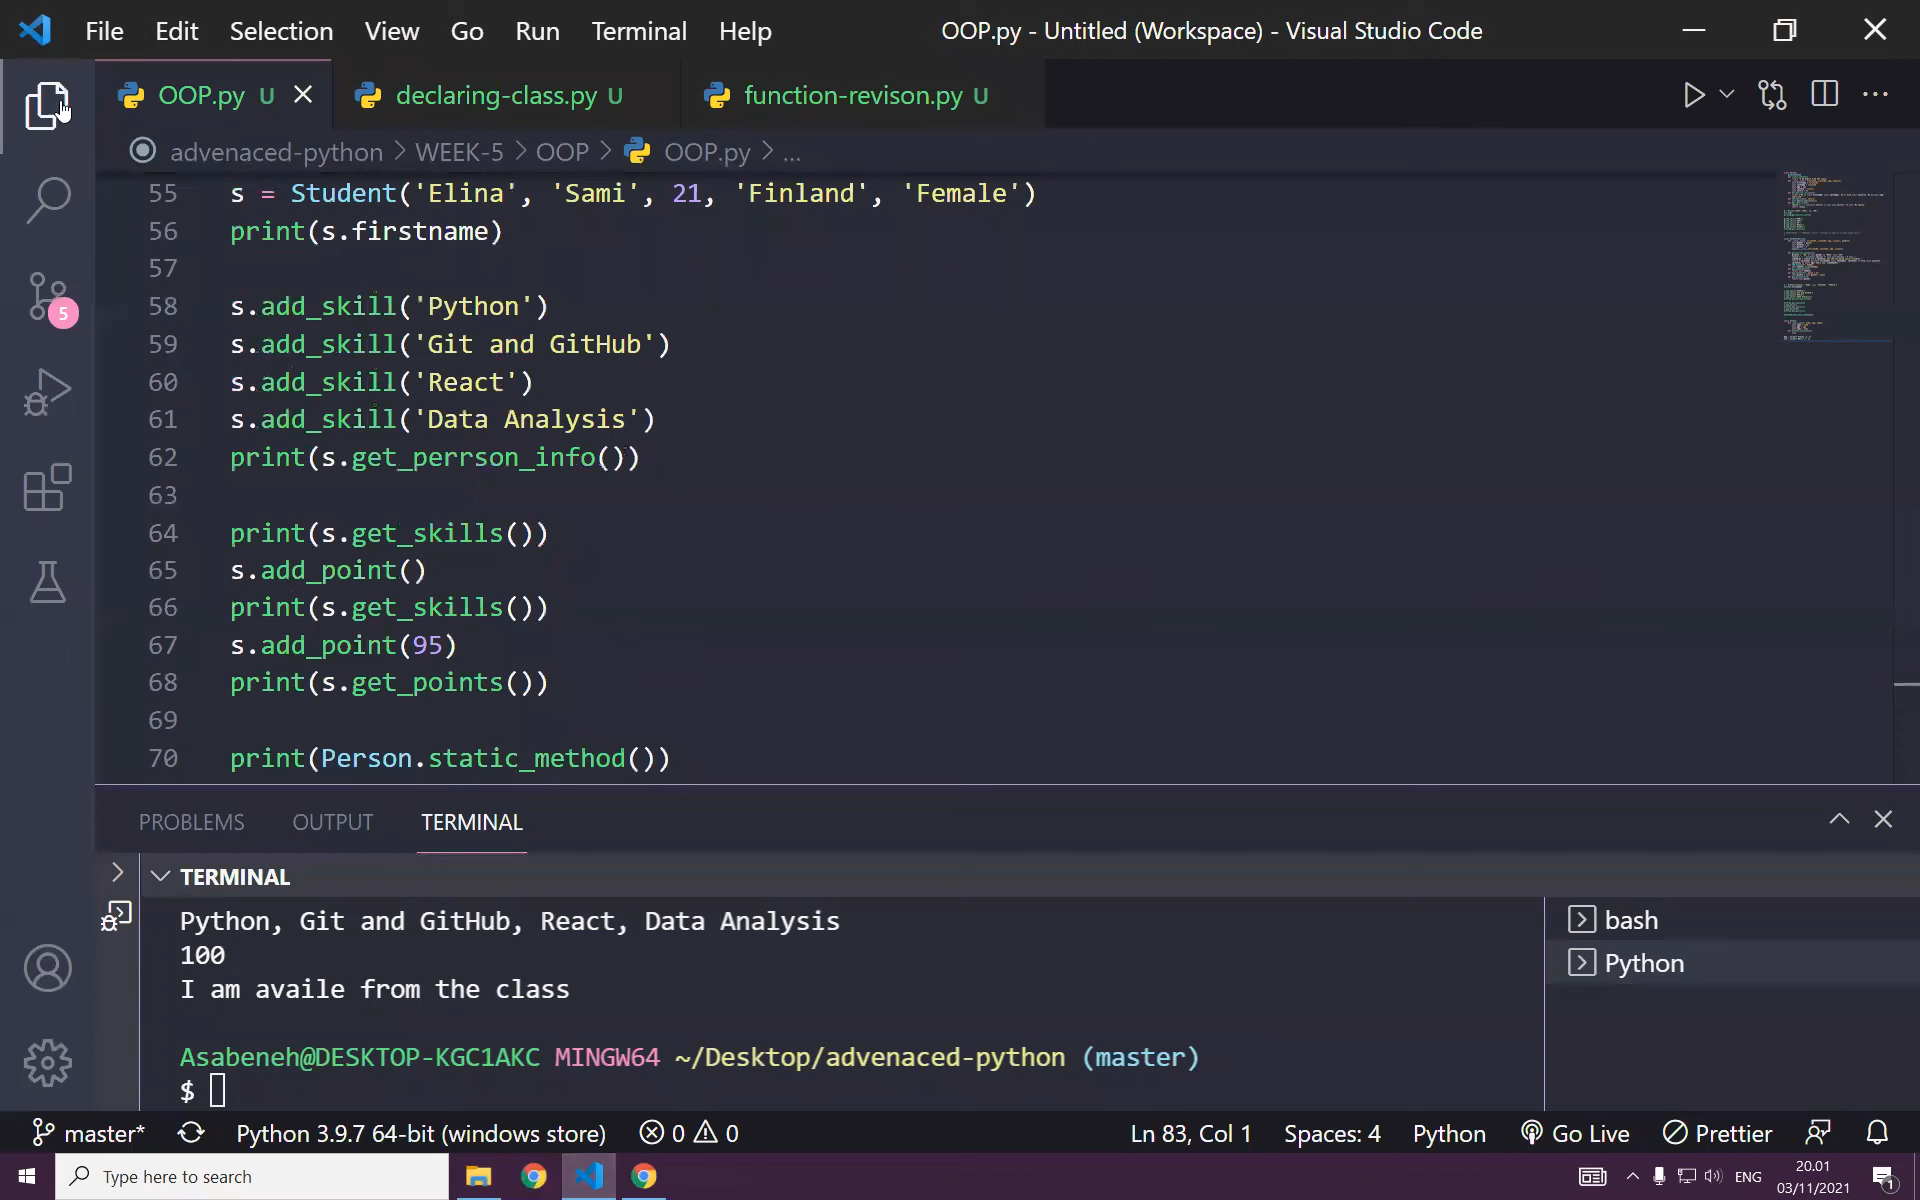 File Edit Selection View Go Run Terminal Help OOP.py - Untitled (Workspace) - Visual Studio Code
OOP.py U declaring-class.py U function-revison.py U
advenaced-python > WEEK-5 > OOP > OOP.py > ...
55 s = Student('Elina', 'Sami', 21, 'Finland', 'Female')
56 print(s.firstname)
57
58 s.add_skill('Python')
59 s.add_skill('Git and GitHub')
60 s.add_skill('React')
61 s.add_skill('Data Analysis')
62 print(s.get_perrson_info())
63
64 print(s.get_skills())
65 s.add_point()
66 print(s.get_skills())
67 s.add_point(95)
68 print(s.get_points())
69
70 print(Person.static_method())
5
PROBLEMS OUTPUT TERMINAL
TERMINAL
Python, Git and GitHub, React, Data Analysis
100
I am availe from the class
Asabeneh@DESKTOP-KGC1AKC MINGW64 ~/Desktop/advenaced-python (master)
$
bash
Python
master* Python 3.9.7 64-bit (windows store) 0 0 Ln 83, Col 1 Spaces: 4 Python Go Live Prettier
Type here to search ENG 20.01
03/11/2021
1